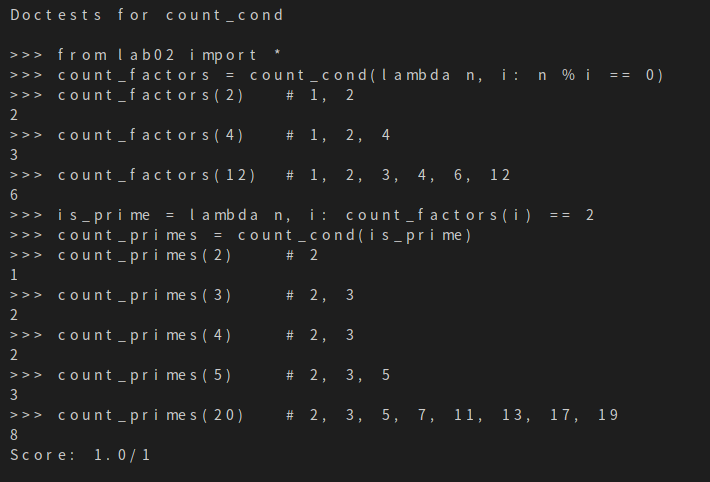 Doctests for count_cond
>>> from lab02 import *
>>> count_factors = count_cond(lambda n, i: n % i == 0)
>>> count_factors(2)   # 1, 2
2
>>> count_factors(4)   # 1, 2, 4
3
>>> count_factors(12)  # 1, 2, 3, 4, 6, 12
6
>>> is_prime = lambda n, i: count_factors(i) == 2
>>> count_primes = count_cond(is_prime)
>>> count_primes(2)    # 2
1
>>> count_primes(3)    # 2, 3
2
>>> count_primes(4)    # 2, 3
2
>>> count_primes(5)    # 2, 3, 5
3
>>> count_primes(20)   # 2, 3, 5, 7, 11, 13, 17, 19
8
Score: 1.0/1